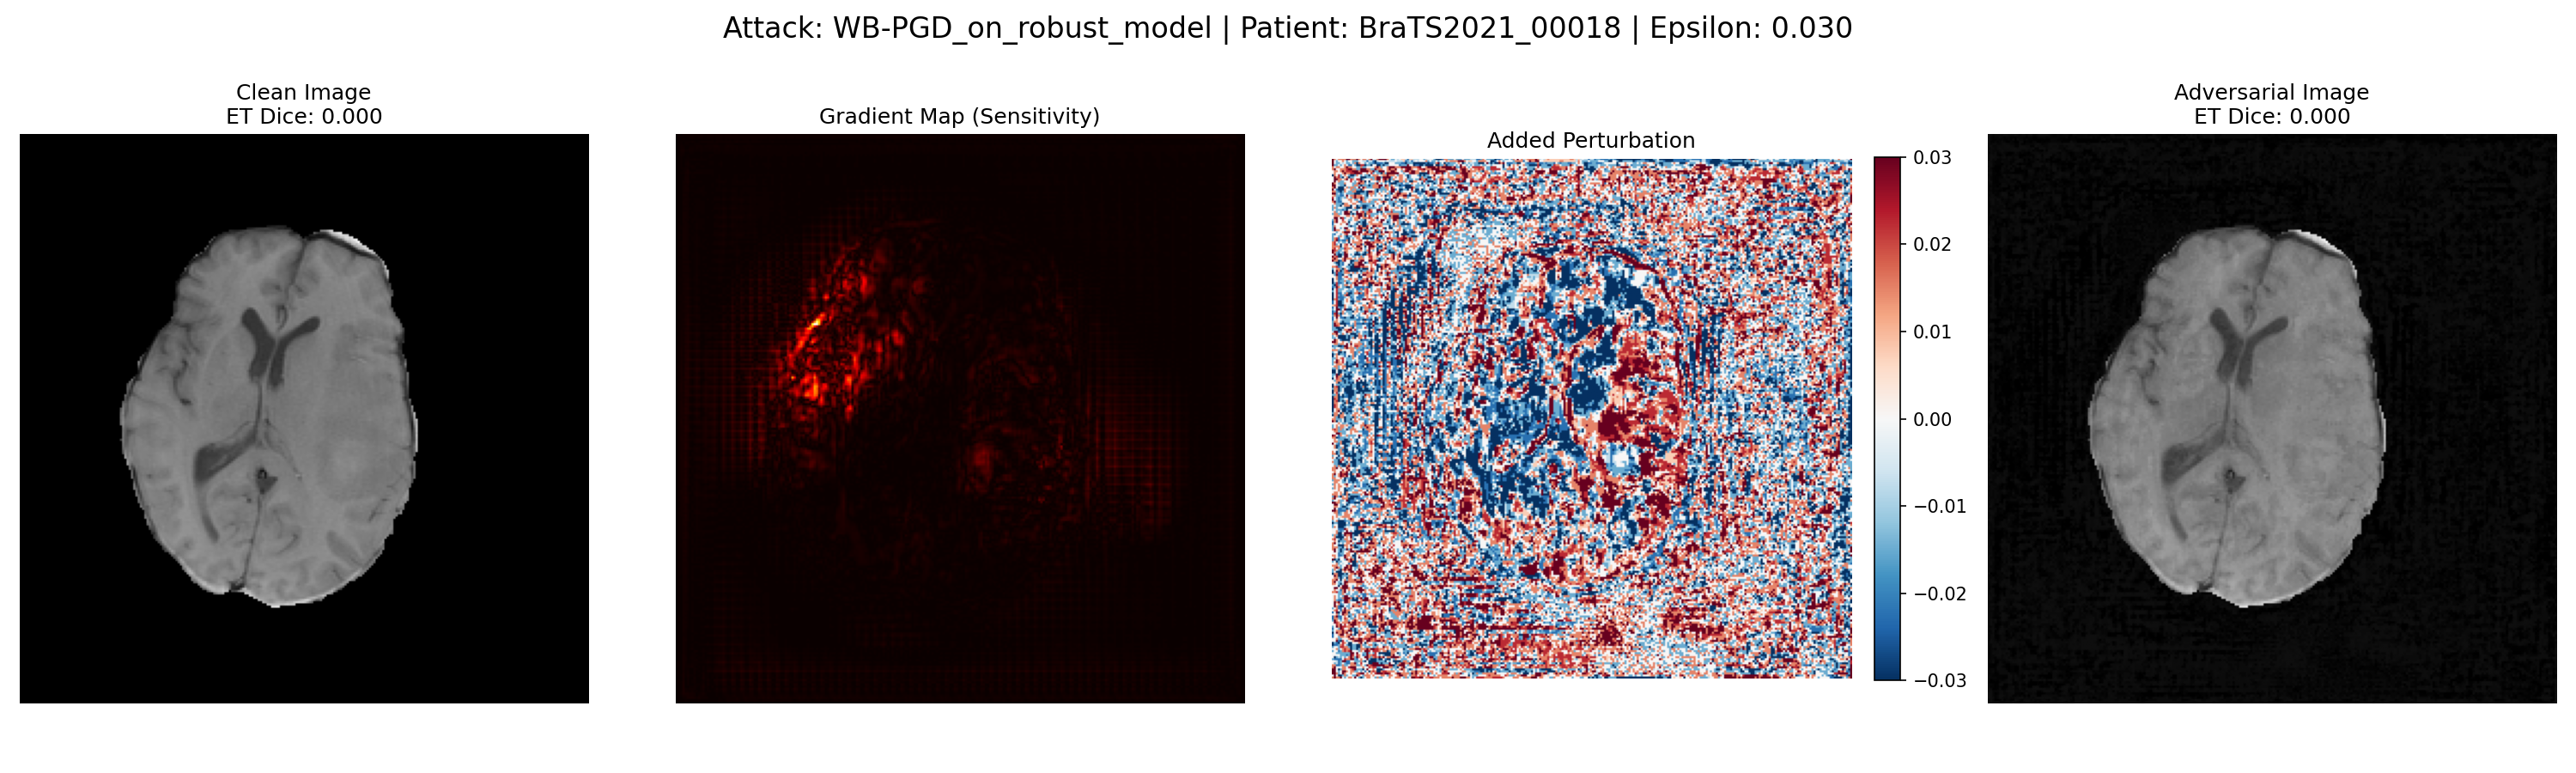 Attack: WB-PGD_on_robust_model | Patient: BraTS2021_00018 | Epsilon: 0.030
Clean Image
ET Dice: 0.000
Gradient Map (Sensitivity)
Added Perturbation
0.03
0.02
0.01
0.00
−0.01
−0.02
−0.03
Adversarial Image
ET Dice: 0.000